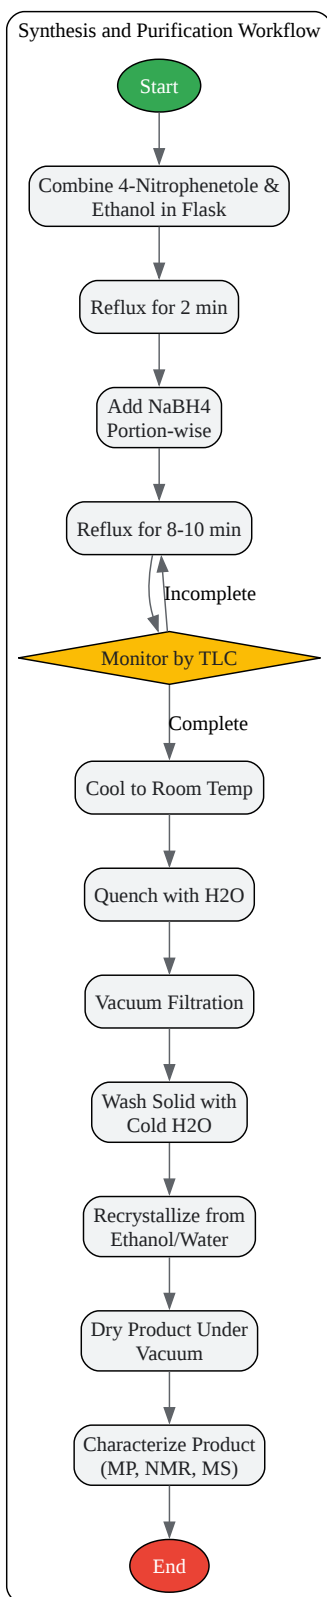 Synthesis and Purification Workflow
Start
Combine 4-Nitrophenetole &
Ethanol in Flask
Reflux for 2 min
Add NaBH4
Portion-wise
Reflux for 8-10 min
Incomplete
Monitor by TLC
Complete
Cool to Room Temp
Quench with H2O
Vacuum Filtration
Wash Solid with
Cold H2O
Recrystallize from
Ethanol/Water
Dry Product Under
Vacuum
Characterize Product
(MP, NMR, MS)
End